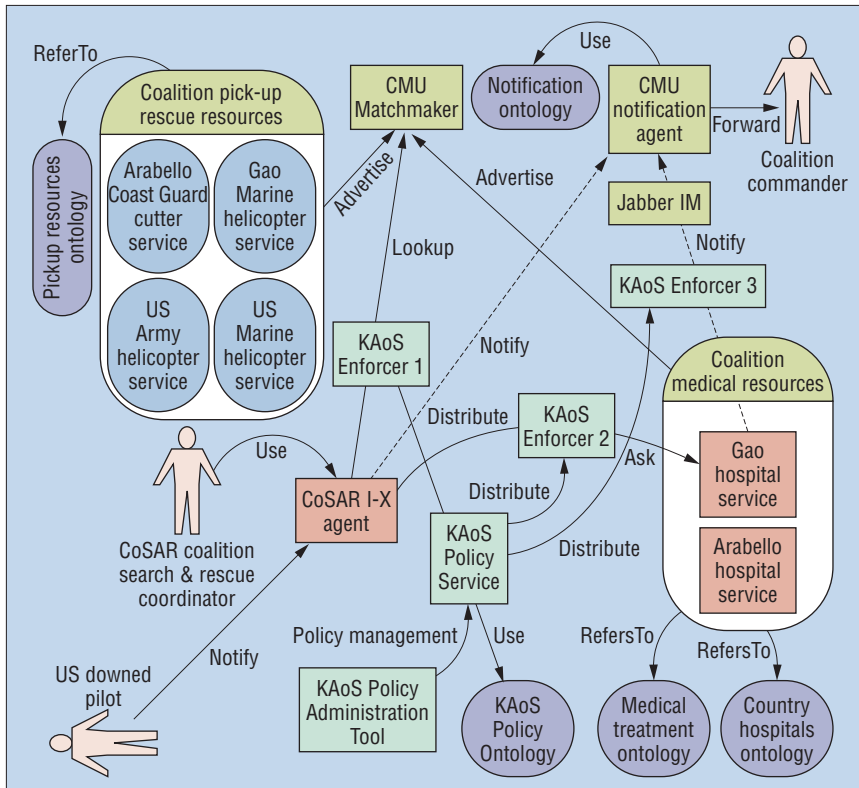 ReferTo
Coalition pick-up
rescue resources
Pickup resources
ontology
Arabello
Coast Guard
cutter
service
Gao
Marine
helicopter
service
US
Army
helicopter
service
US
Marine
helicopter
service
CMU
Matchmaker
Use
Notification
ontology
CMU
notification
agent
Forward
Coalition
commander
Advertise
Advertise
Jabber IM
Notify
Lookup
KAoS Enforcer 3
KAoS
Enforcer 1
Notify
Coalition
medical resources
Distribute
KAoS
Enforcer 2
Ask
Gao
hospital
service
Arabello
hospital
service
Use
CoSAR I-X
agent
Distribute
KAoS
Policy
Service
Distribute
CoSAR coalition
search & rescue
coordinator
Notify
US downed
pilot
Policy management
Use
KAoS Policy
Administration
Tool
KAoS
Policy
Ontology
RefersTo
RefersTo
Medical
treatment
ontology
Country
hospitals
ontology